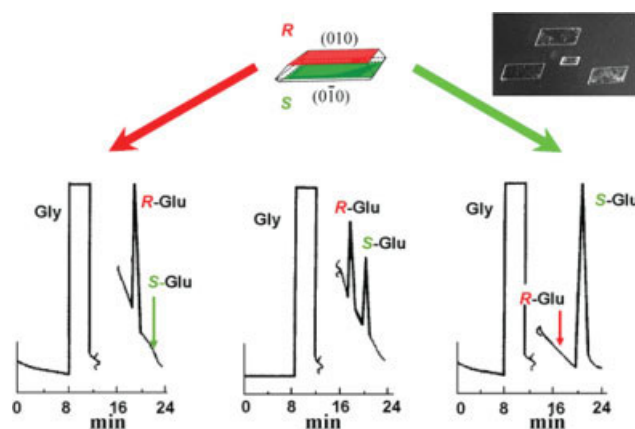 R
(010)
S
(01̄0)
Gly
R-Glu
S-Glu
0 8 16 24
min
Gly
R-Glu
S-Glu
0 8 16 24
min
Gly
S-Glu
R-Glu
0 8 16 24
min